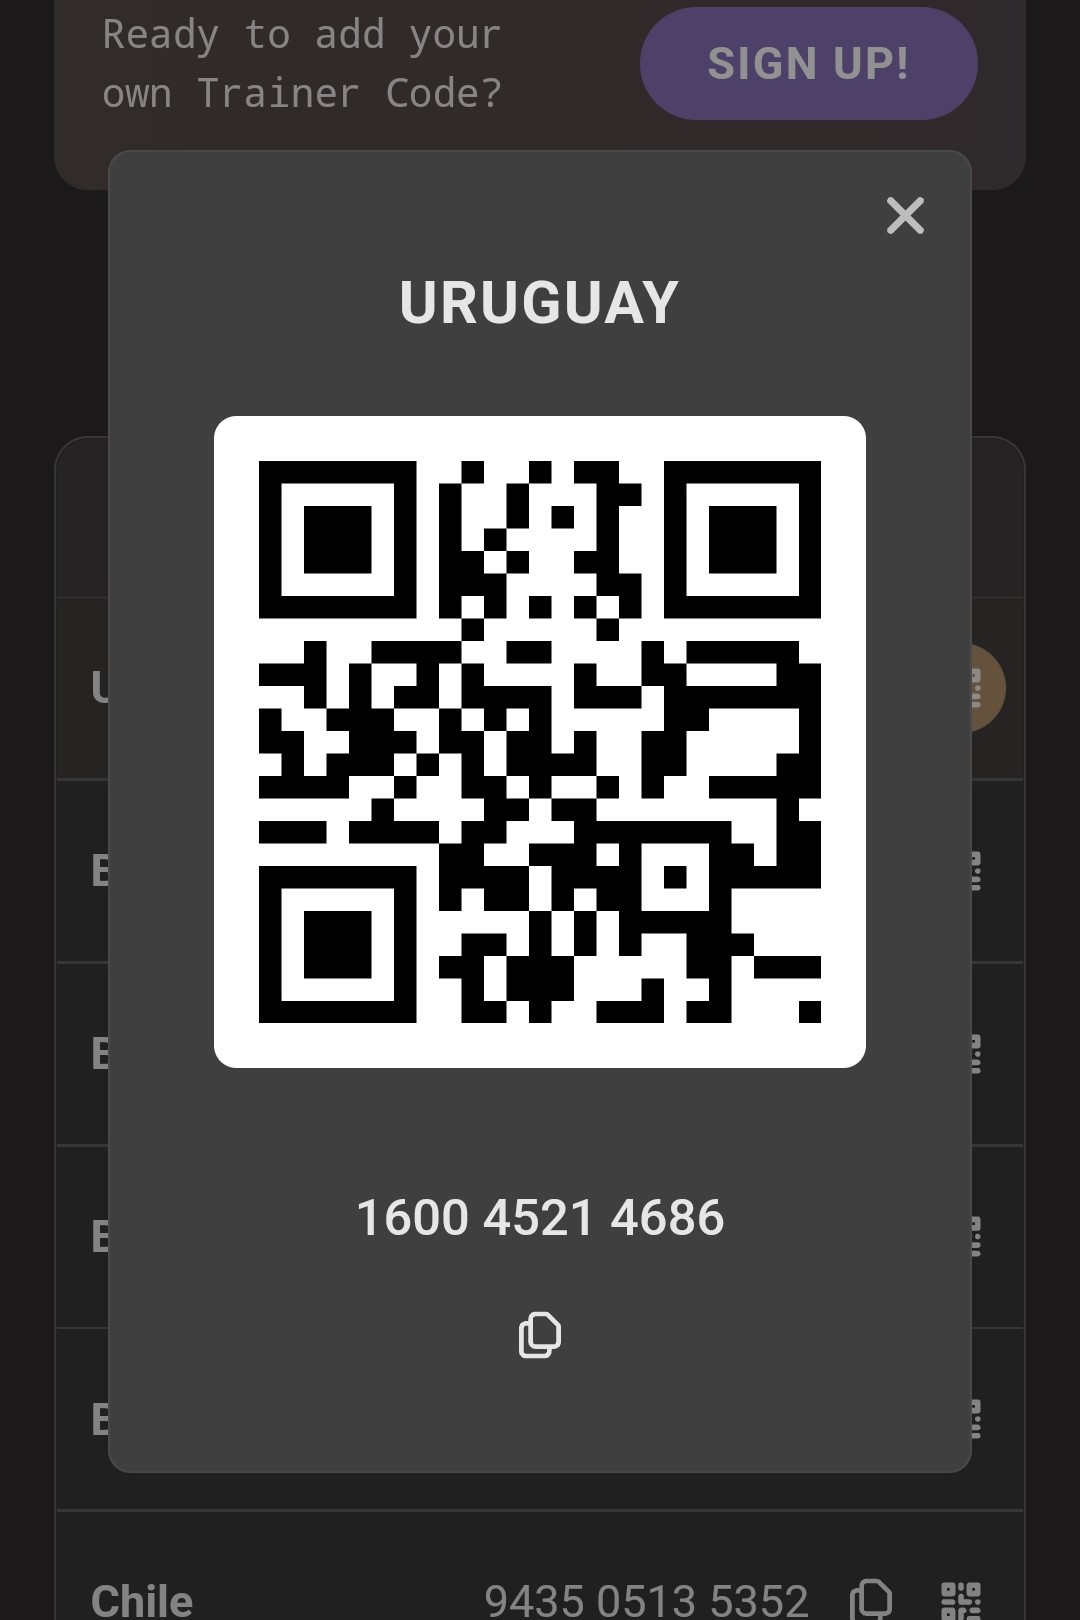 Ready to add your
own Trainer Code?
SIGN UP!
URUGUAY
1600 4521 4686
U
B
B
B
B
Chile 9435 0513 5352